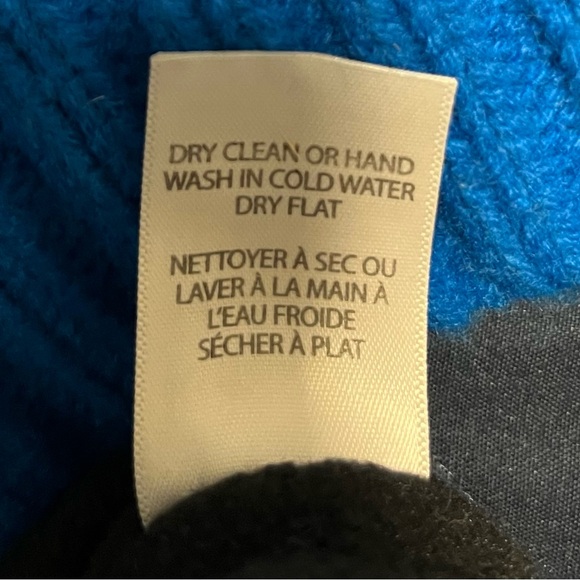 DRY CLEAN OR HAND
WASH IN COLD WATER
DRY FLAT
NETTOYER À SEC OU
LAVER À LA MAIN À
L'EAU FROIDE
SÉCHER À PLAT